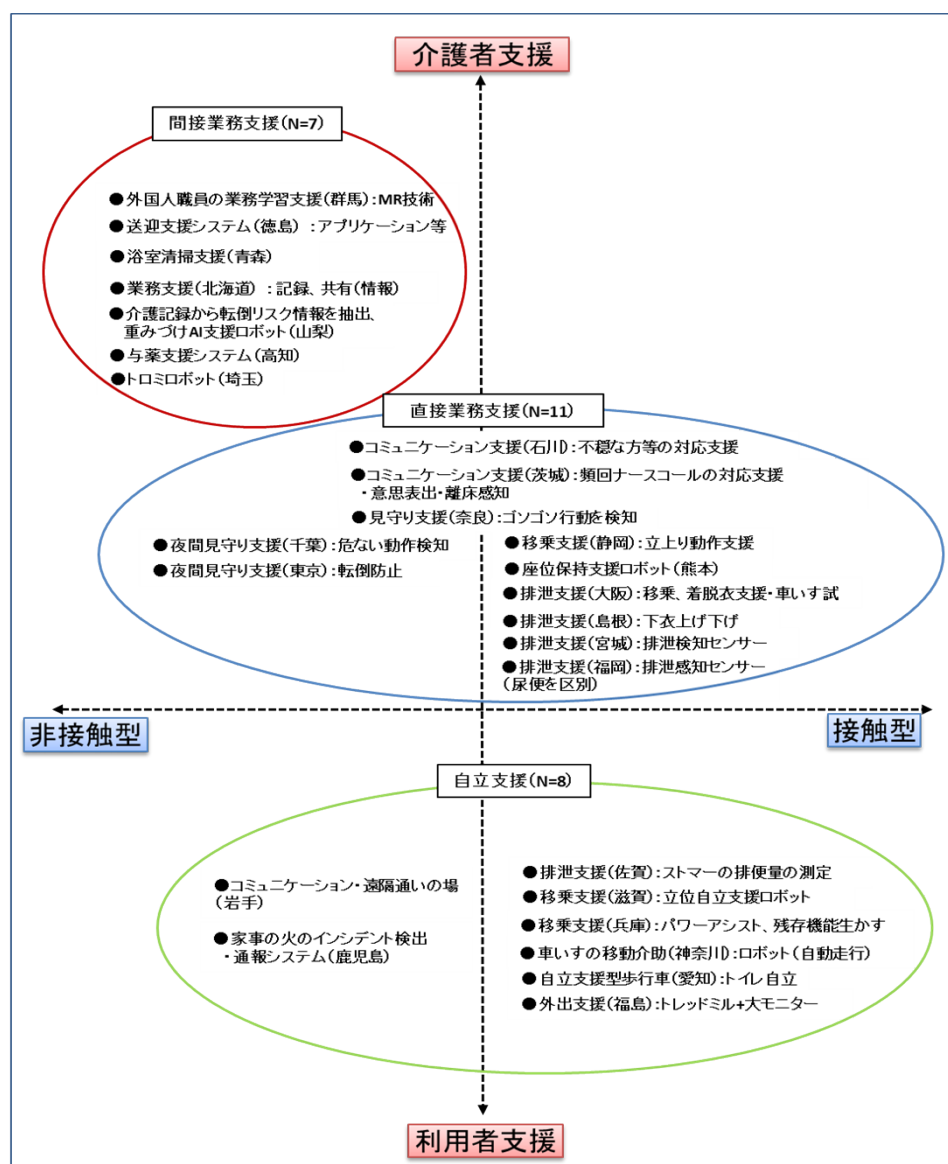 介護者支援
間接業務支援(N=7)
●外国人職員の業務学習支援(群馬):MR技術
●送迎支援システム(徳島) :アプリケーション等
●浴室清掃支援(青森)
●業務支援(北海道) :記録、共有(情報)
●介護記録から転倒リスク情報を抽出、
重みづけAI支援ロボット(山梨)
●与薬支援システム(高知)
●トロミロボット(埼玉)
直接業務支援(N=11)
●コミュニケーション支援(石川):不穏な方等の対応支援
●コミュニケーション支援(茨城):頻回ナースコールの対応支援
・意思表出・離床感知
●見守り支援(奈良):ゴソゴソ行動を検知
●夜間見守り支援(千葉):危ない動作検知
●夜間見守り支援(東京):転倒防止
●移乗支援(静岡):立上り動作支援
●座位保持支援ロボット(熊本)
●排泄支援(大阪):移乗、着脱衣支援・車いす試
●排泄支援(島根):下衣上げ下げ
●排泄支援(宮城):排泄検知センサー
●排泄支援(福岡):排泄感知センサー
(尿便を区別)
非接触型
接触型
自立支援(N=8)
●コミュニケーション・遠隔通いの場
(岩手)
●家事の火のインシデント検出
・通報システム(鹿児島)
●排泄支援(佐賀):ストマーの排便量の測定
●移乗支援(滋賀):立位自立支援ロボット
●移乗支援(兵庫):パワーアシスト、残存機能生かす
●車いすの移動介助(神奈川):ロボット(自動走行)
●自立支援型歩行車(愛知):トイレ自立
●外出支援(福島):トレッドミル+大モニター
利用者支援